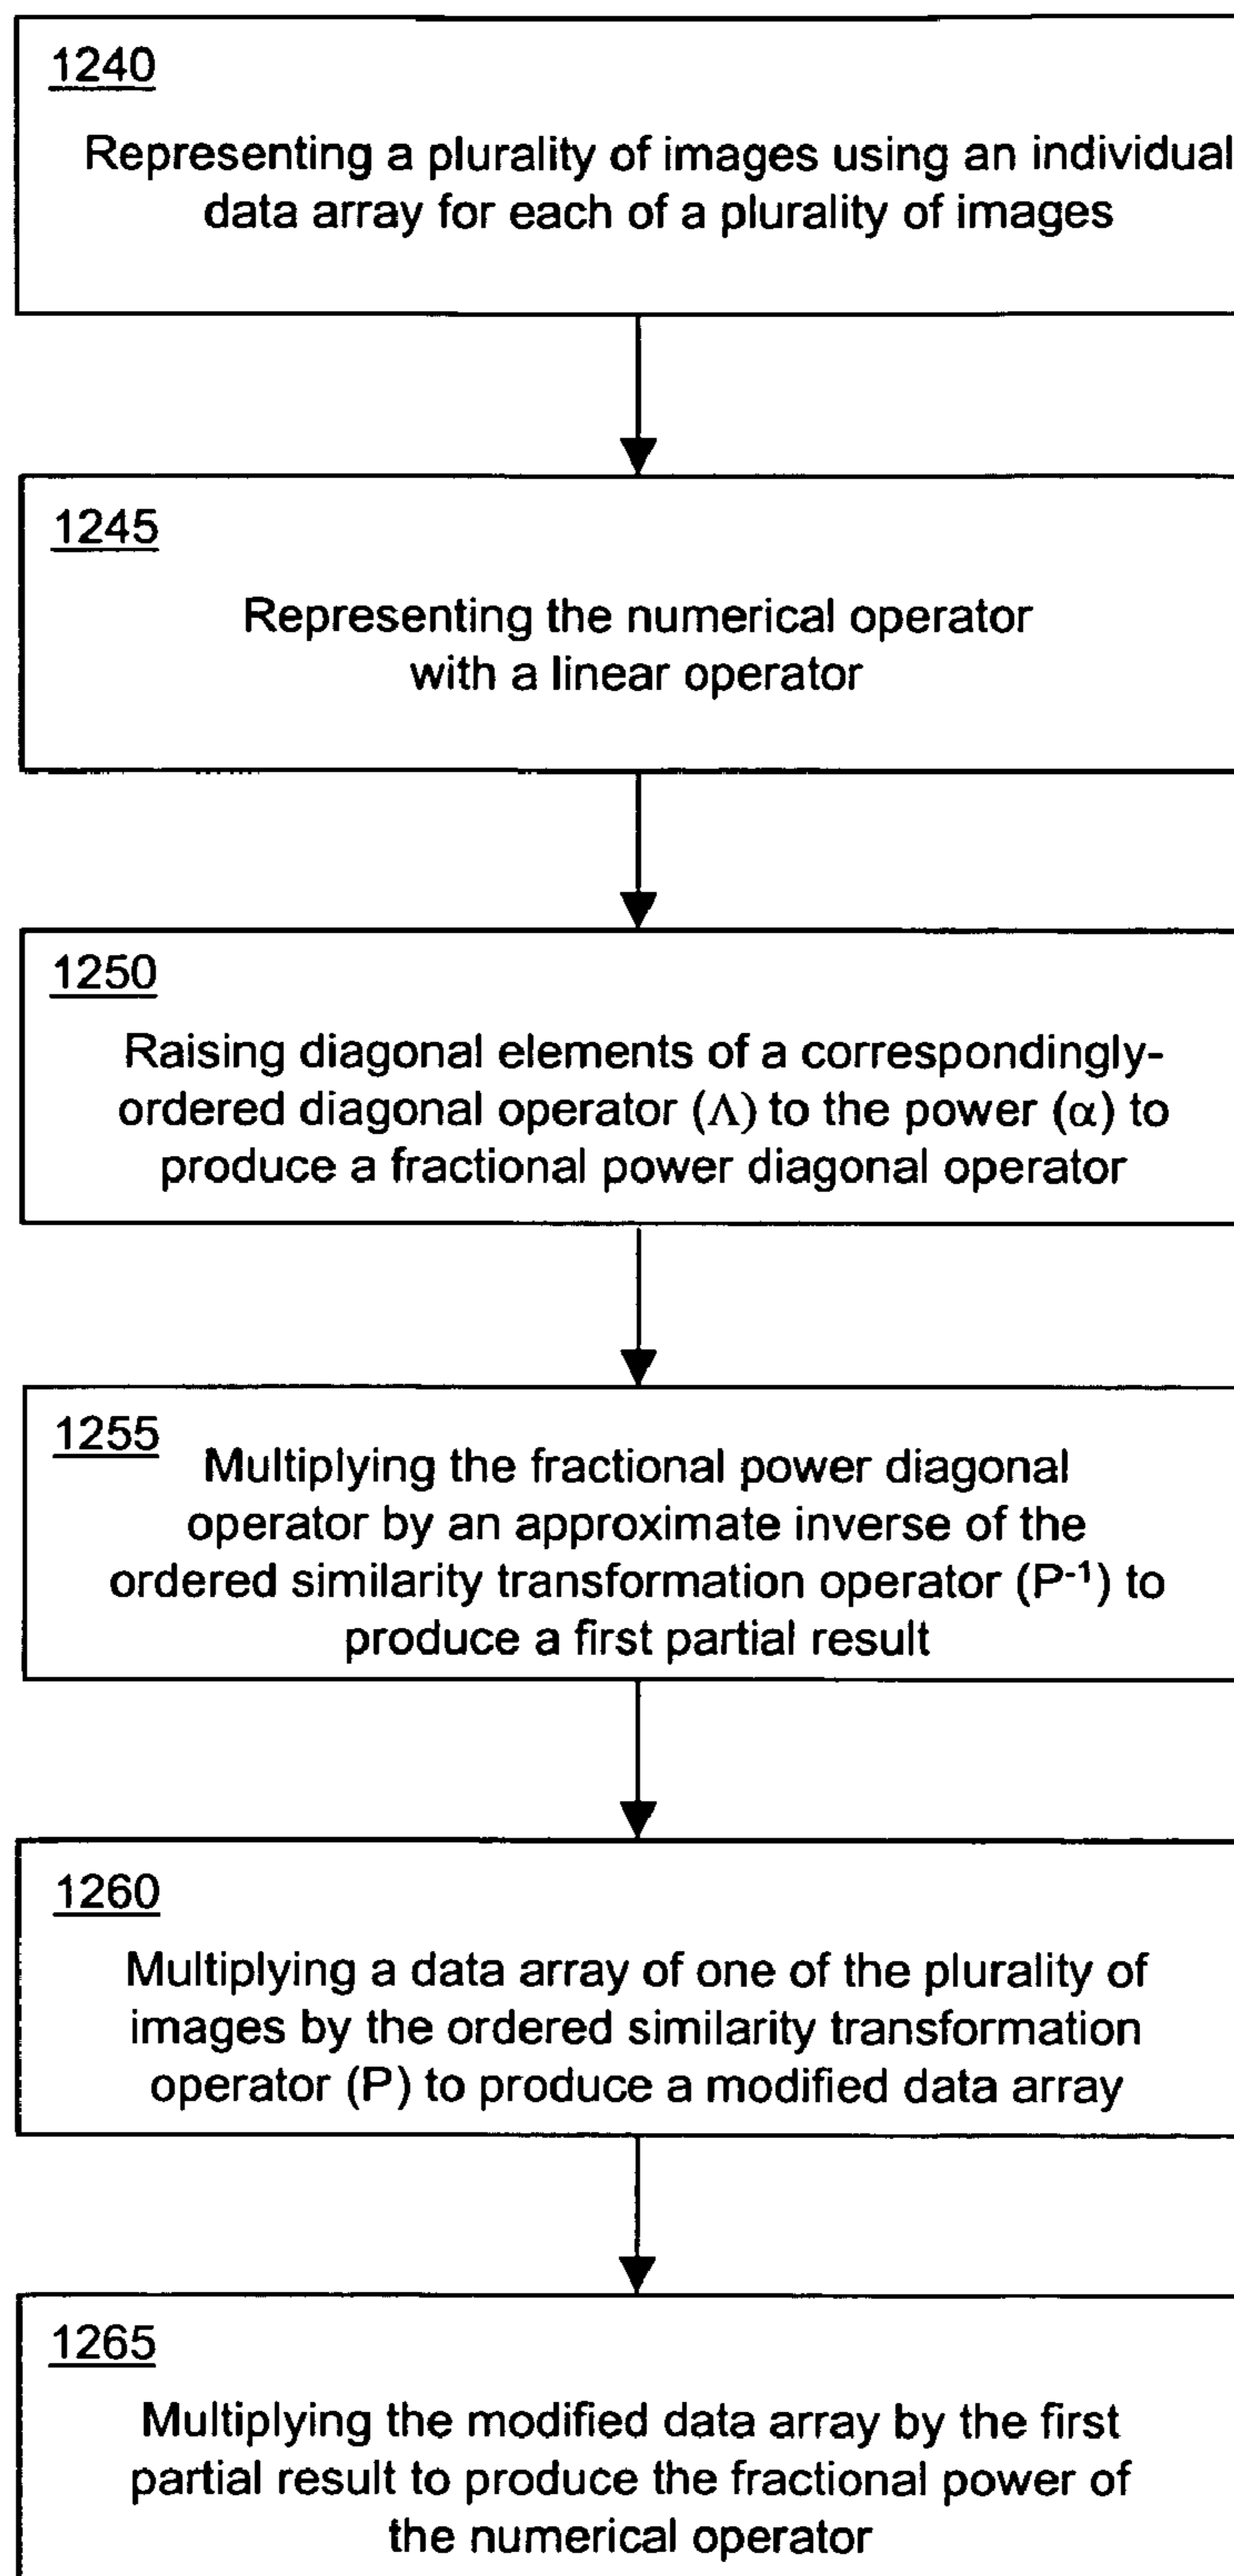 1240
Representing a plurality of images using an individual
data array for each of a plurality of images
1245
Representing the numerical operator
with a linear operator
1250
Raising diagonal elements of a correspondingly-
ordered diagonal operator (Λ) to the power (α) to
produce a fractional power diagonal operator
1255
Multiplying the fractional power diagonal
operator by an approximate inverse of the
ordered similarity transformation operator (P⁻¹) to
produce a first partial result
1260
Multiplying a data array of one of the plurality of
images by the ordered similarity transformation
operator (P) to produce a modified data array
1265
Multiplying the modified data array by the first
partial result to produce the fractional power of
the numerical operator